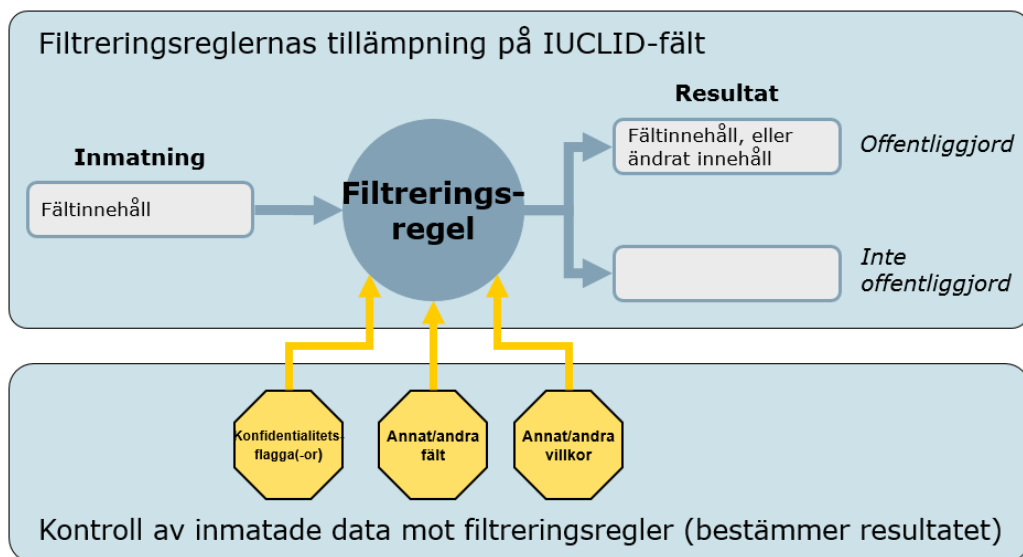 Filtreringsreglernas tillämpning på IUCLID-fält
Inmatning
Fältinnehåll
Filtrerings-
regel
Resultat
Fältinnehåll, eller
ändrat innehåll
Offentliggjord
Inte
offentliggjord
Konfidentialitets-
flagga(-or)
Annat/andra
fält
Annat/andra
villkor
Kontroll av inmatade data mot filtreringsregler (bestämmer resultatet)